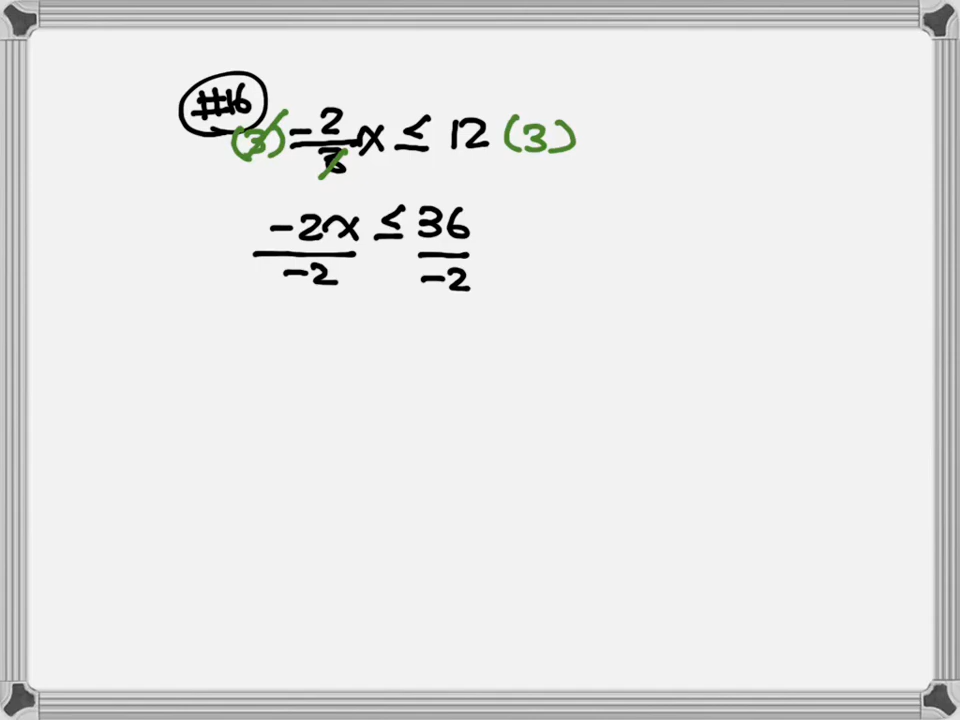 #16
(3) -2/3 x ≤ 12 (3)
-2x ≤ 36
-2 -2